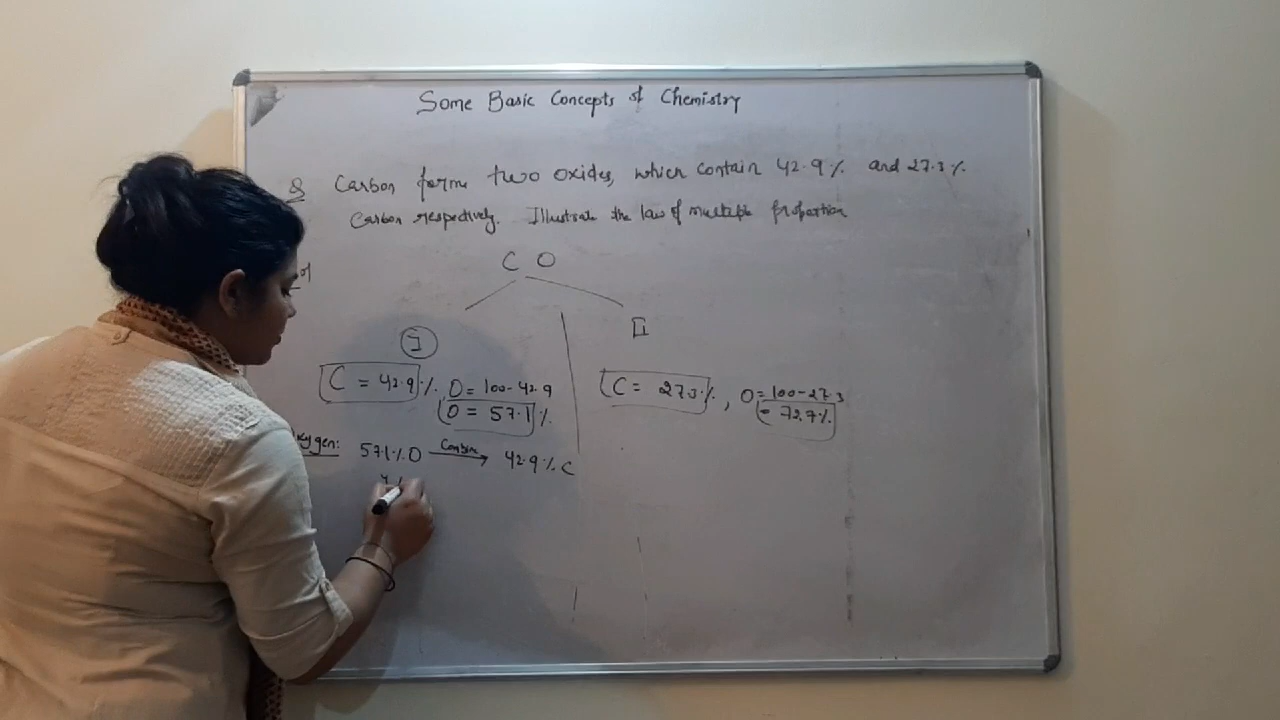 Some Basic Concepts of Chemistry
Q Carbon forms two oxides, which contain 42.9% and 27.3%
Carbon respectively. Illustrate the law of multiple proportion
C O
I
II
C = 42.9%, O = 100-42.9
O = 57.1%
C = 27.3%, O = 100-27.3
= 72.7%
57.1% O Combine 42.9% C